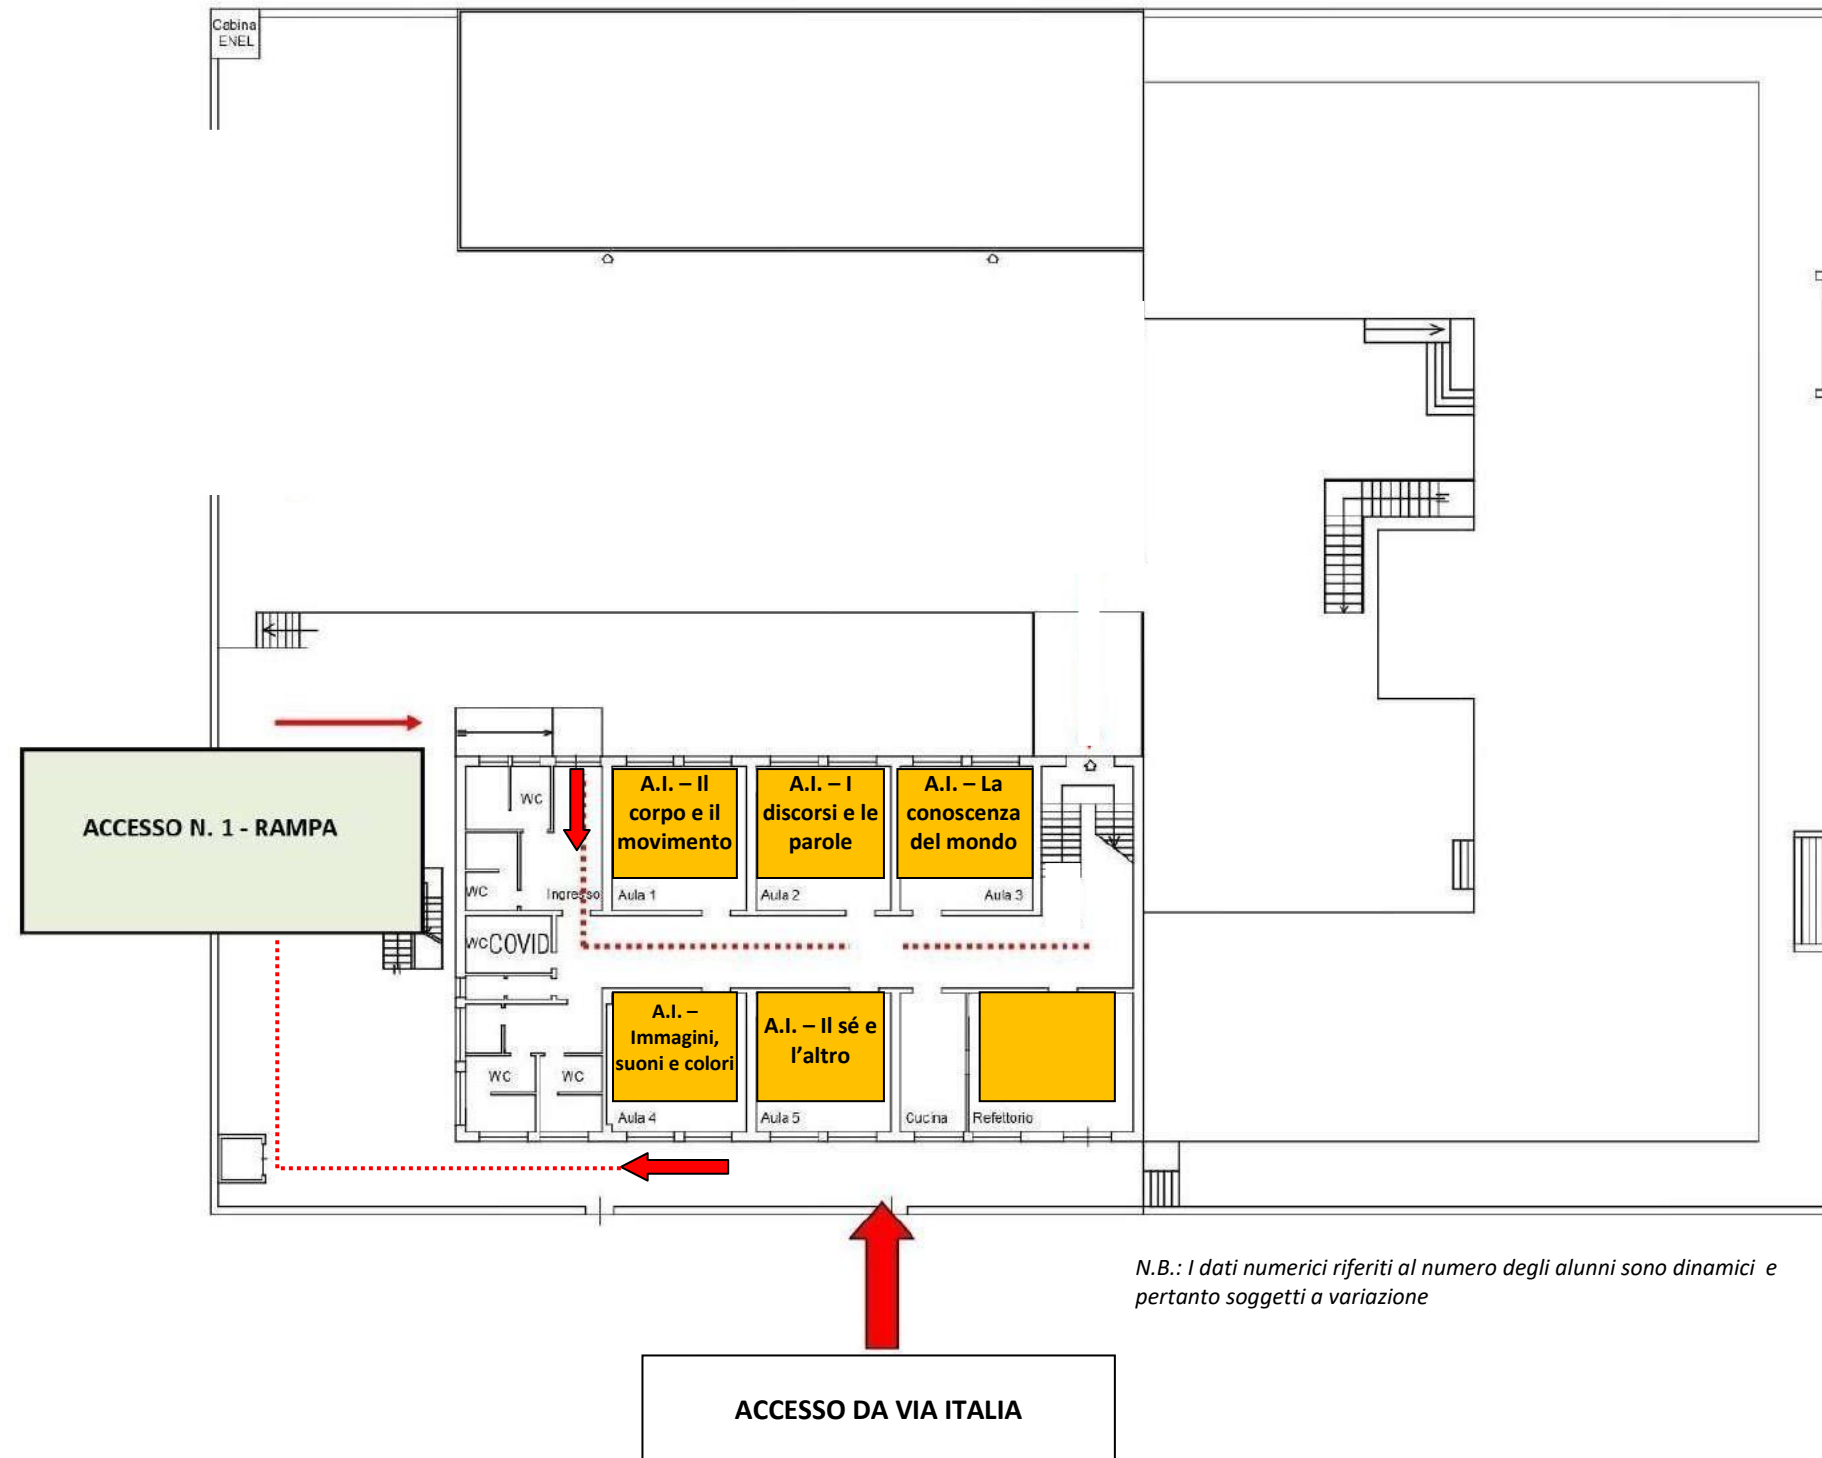 Cabina
ENEL
ACCESSO N. 1 - RAMPA
WC
A.I. – Il
corpo e il
movimento
A.I. – I
discorsi e le
parole
A.I. – La
conoscenza
del mondo
WC
Ingresso
Aula 1
Aula 2
Aula 3
WC COVID
A.I. –
Immagini,
suoni e colori
A.I. – Il sé e
l’altro
WC
WC
Aula 4
Aula 5
Cucina
Refettorio
N.B.: I dati numerici riferiti al numero degli alunni sono dinamici e
pertanto soggetti a variazione
ACCESSO DA VIA ITALIA